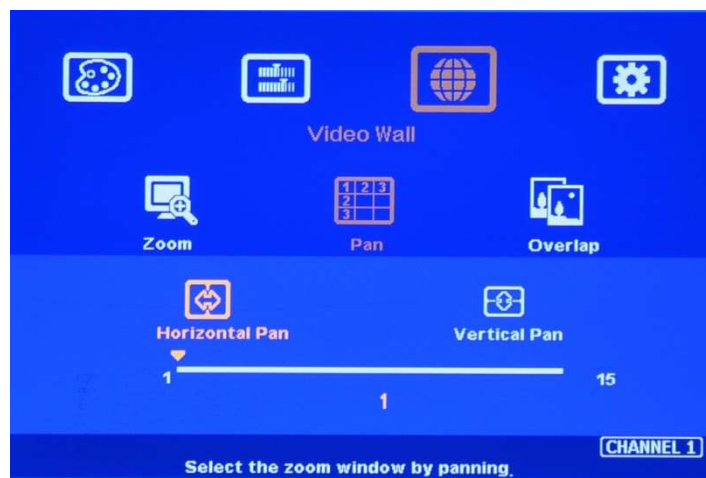 Video Wall
1 2 3
2
3
Zoom Pan Overlap
Horizontal Pan Vertical Pan
1 15
1
CHANNEL 1
Select the zoom window by panning.